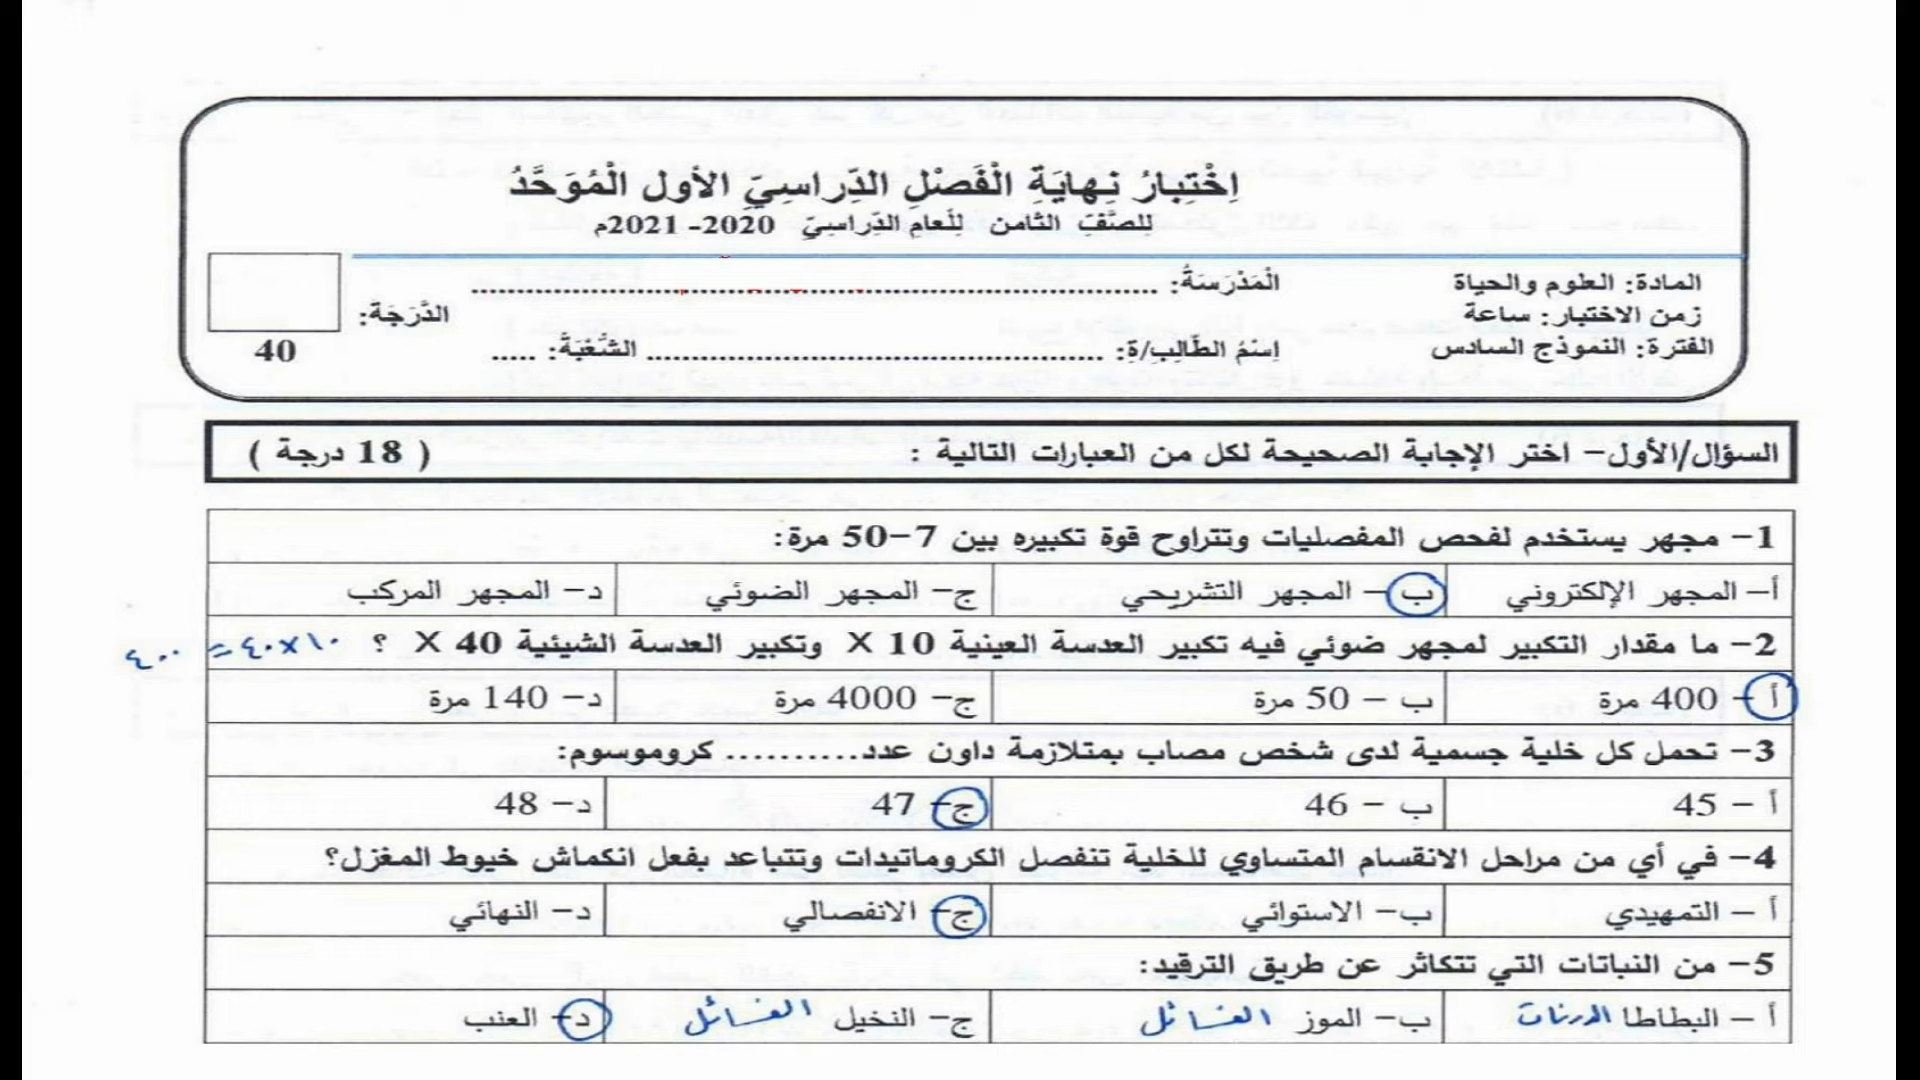 اِخْتِبارُ نِهايَةِ الْفَصْلِ الدِّراسِيِّ الأول الْمُوَحَّدُ
لِلصَّفِّ الثامن لِلْعامِ الدِّراسِيِّ 2020- 2021م
المادة: العلوم والحياة
الْمَدْرَسَةُ: ........................................................................
زمن الاختبار: ساعة
الدَّرَجَة:
الفترة: النموذج السادس
اِسْمُ الطّالِبِ/ةِ: ................................................ الشُّعْبَةُ: .....
40
السؤال/الأول- اختر الإجابة الصحيحة لكل من العبارات التالية :
( 18 درجة )
1- مجهر يستخدم لفحص المفصليات وتتراوح قوة تكبيره بين 7-50 مرة:
أ- المجهر الإلكتروني
ب- المجهر التشريحي
ج- المجهر الضوئي
د- المجهر المركب
2- ما مقدار التكبير لمجهر ضوئي فيه تكبير العدسة العينية 10 X وتكبير العدسة الشيئية 40 X ؟ ١٠×٤٠ = ٤٠٠
أ- 400 مرة
ب - 50 مرة
ج- 4000 مرة
د- 140 مرة
3- تحمل كل خلية جسمية لدى شخص مصاب بمتلازمة داون عدد.......... كروموسوم:
أ - 45
ب - 46
ج- 47
د- 48
4- في أي من مراحل الانقسام المتساوي للخلية تنفصل الكروماتيدات وتتباعد بفعل انكماش خيوط المغزل؟
أ - التمهيدي
ب- الاستوائي
ج- الانفصالي
د- النهائي
5- من النباتات التي تتكاثر عن طريق الترقيد:
أ - البطاطا الدرنات
ب- الموز الفسائل
ج- النخيل الفسائل
د- العنب